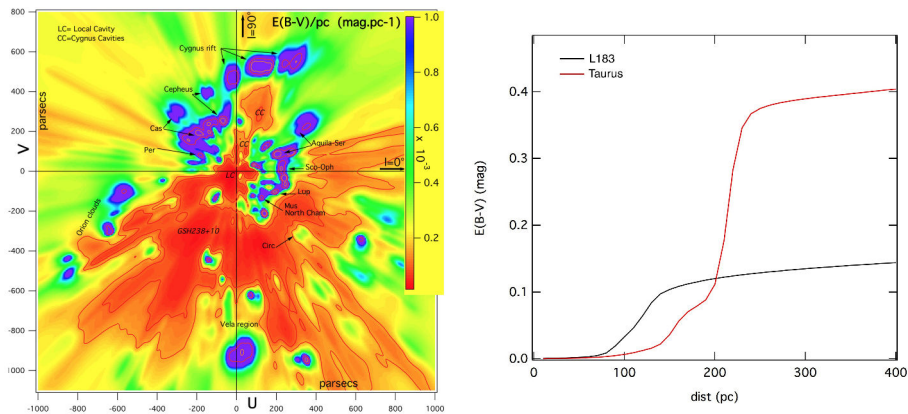 LC= Local Cavity
CC=Cygnus Cavities
E(B-V)/pc (mag.pc-1)
l=90°
Cygnus rift
Cepheus
CC
Cas
CC
Aquila-Ser
Per
l=0°
Sco-Oph
LC
Lup
Mus
North Cham
Orion clouds
GSH238+10
Circ
Vela region
parsecs
parsecs
V
U
800
600
400
200
0
-200
-400
-600
-800
1000
-1000
-800
-600
-400
-200
0
200
400
600
800
1000
1.0
0.8
0.6
0.4
0.2
x 10⁻³
L183
Taurus
E(B-V) (mag)
0.4
0.3
0.2
0.1
0.0
0
100
200
300
400
dist (pc)